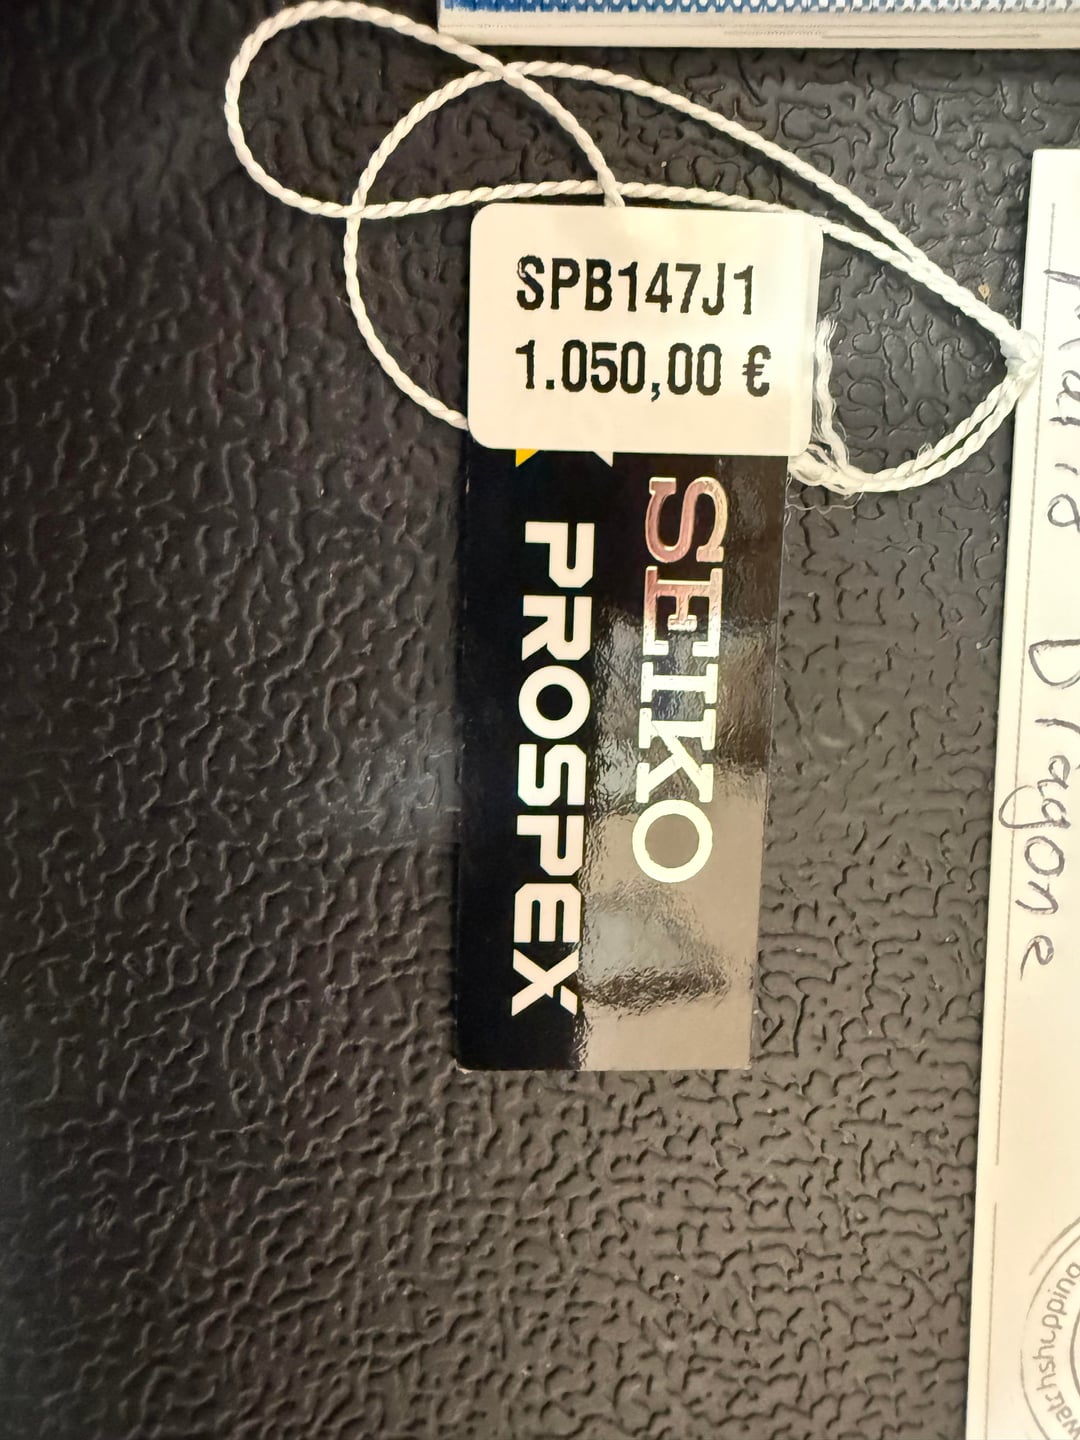 SPB147J1
1.050,00 €
SEIKO
PROSPEX
Dragone